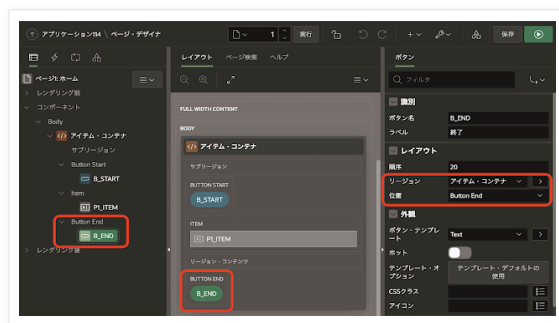 アプリケーション114 \ ページ・デザイナ
1
実行
保存
ページ1: ホーム
レンダリング前
コンポーネント
Body
アイテム・コンテナ
サブリージョン
Button Start
B_START
Item
P1_ITEM
Button End
B_END
レンダリング後
レイアウト ページ検索 ヘルプ
FULL WIDTH CONTENT
BODY
アイテム・コンテナ
サブリージョン
BUTTON START
B_START
ITEM
P1_ITEM
リージョン・コンテンツ
BUTTON END
B_END
ボタン
フィルタ
識別
ボタン名 B_END
ラベル 終了
レイアウト
順序 20
リージョン アイテム・コンテナ
位置 Button End
外観
ボタン・テンプレート Text
ホット
テンプレート・オプション テンプレート・デフォルトの使用
CSSクラス
アイコン